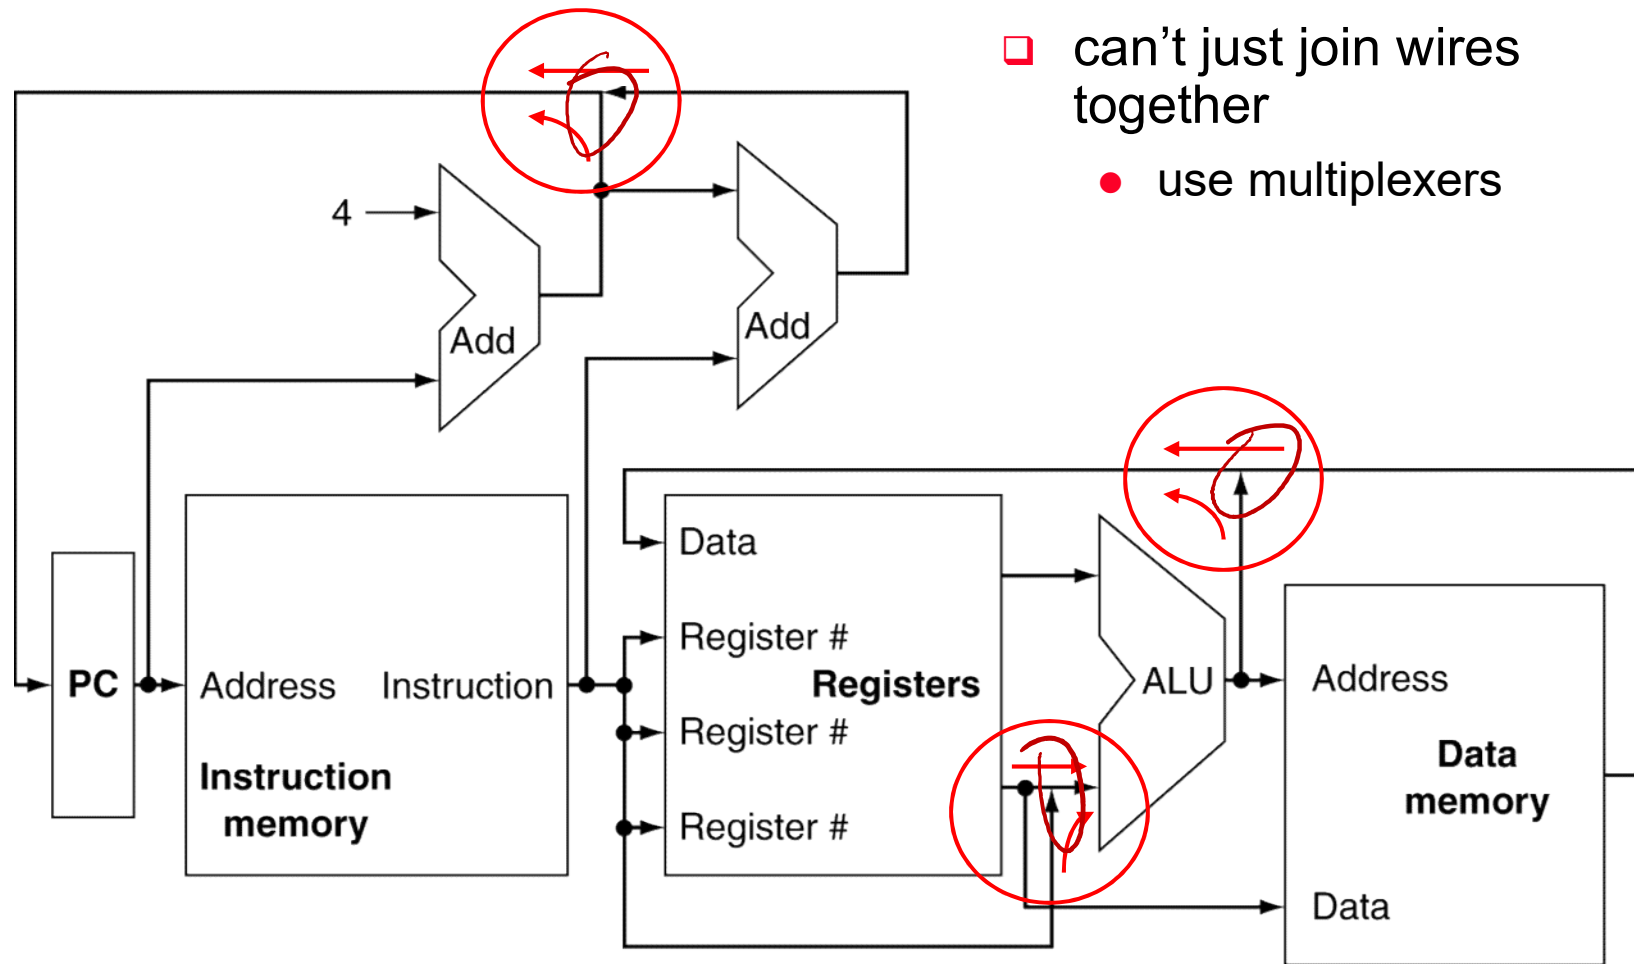 can’t just join wires
together
use multiplexers
4
Add
Add
Data
Register #
PC
Address
Instruction
Registers
ALU
Address
Register #
Instruction
memory
Data
memory
Register #
Data